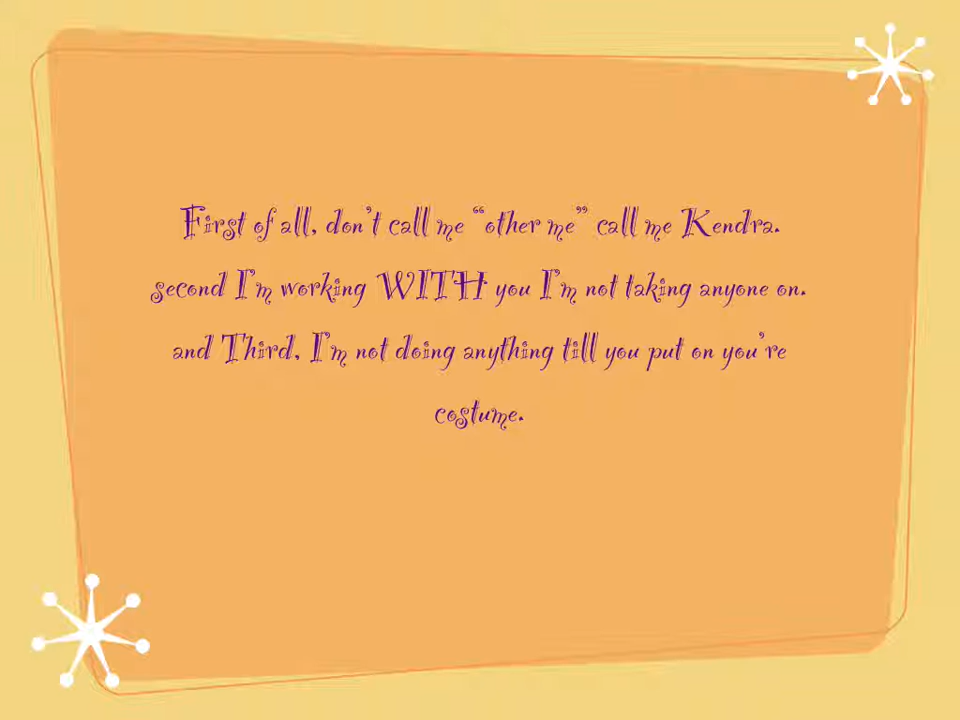 First of all, don't call me “other me” call me Kendra.
second I'm working WITH you I'm not taking anyone on.
and Third, I'm not doing anything till you put on you're
costume.